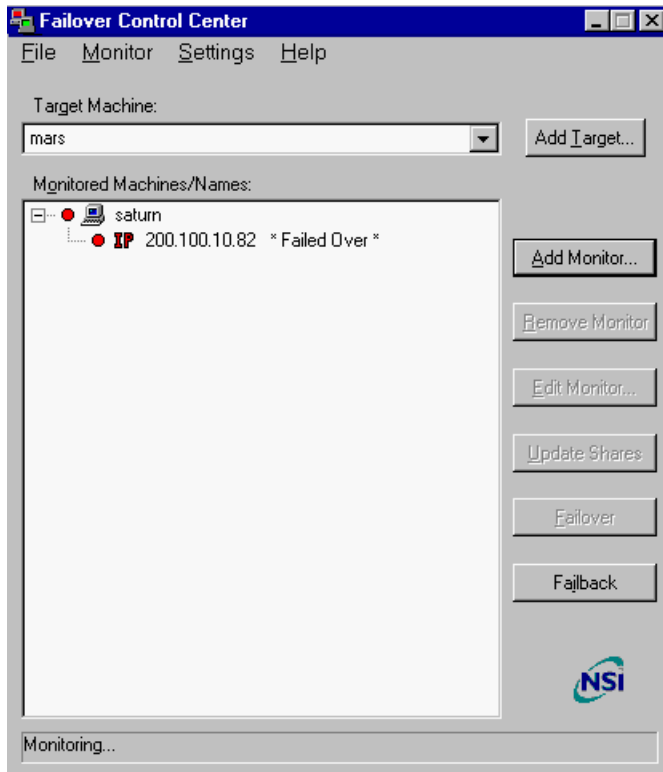 Failover Control Center
File Monitor Settings Help
Target Machine:
mars
Add Target...
Monitored Machines/Names:
saturn
IP 200.100.10.82 * Failed Over *
Add Monitor...
Remove Monitor
Edit Monitor...
Update Shares
Failover
Failback
NSI
Monitoring...